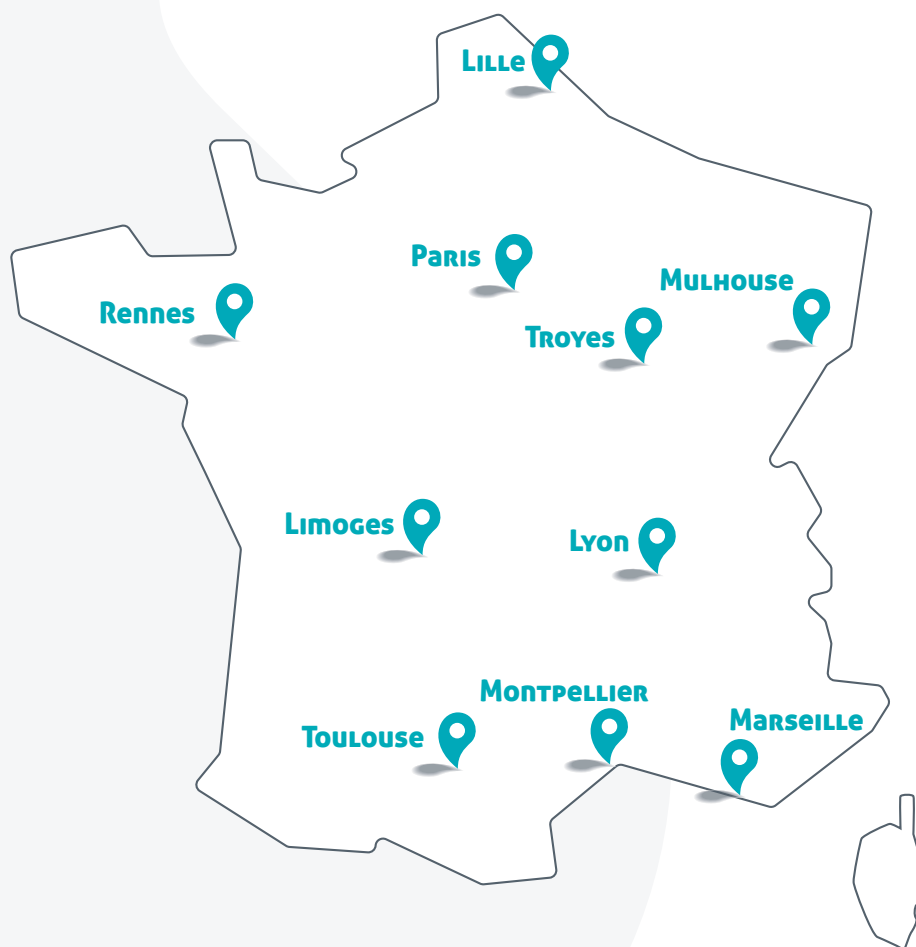 Lille
Paris
Mulhouse
Rennes
Troyes
Limoges
Lyon
Montpellier
Marseille
Toulouse